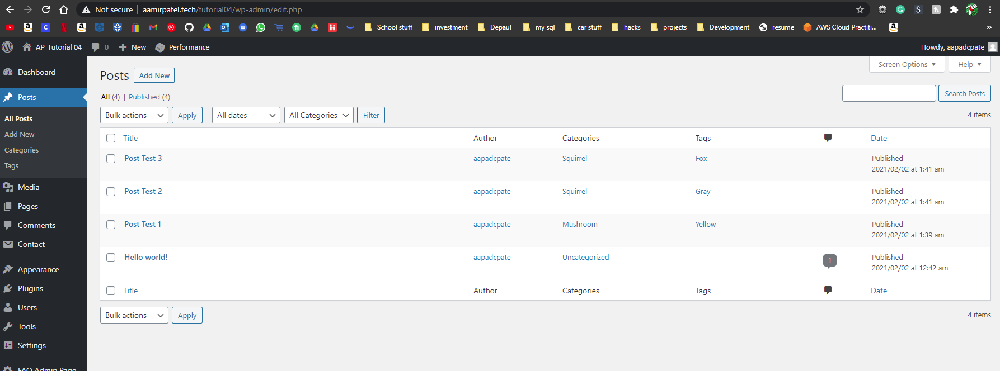 Not secure aamirpatel.tech/tutorial04/wp-admin/edit.php
School stuff investment Depaul my sql car stuff hacks projects Development resume AWS Cloud Practiti... »
AP-Tutorial 04 0 New Performance Howdy, aapadcpate
Dashboard
Posts
All Posts
Add New
Categories
Tags
Media
Pages
Comments
Contact
Appearance
Plugins
Users
Tools
Settings
FAQ Admin Page
Screen Options Help
Posts Add New
All (4) | Published (4)
Search Posts
Bulk actions Apply All dates All Categories Filter
4 items
Title Author Categories Tags Date
Post Test 3 aapadcpate Squirrel Fox — Published
2021/02/02 at 1:41 am
Post Test 2 aapadcpate Squirrel Gray — Published
2021/02/02 at 1:41 am
Post Test 1 aapadcpate Mushroom Yellow — Published
2021/02/02 at 1:39 am
Hello world! aapadcpate Uncategorized — 1 Published
2021/02/02 at 12:42 am
Title Author Categories Tags Date
Bulk actions Apply
4 items